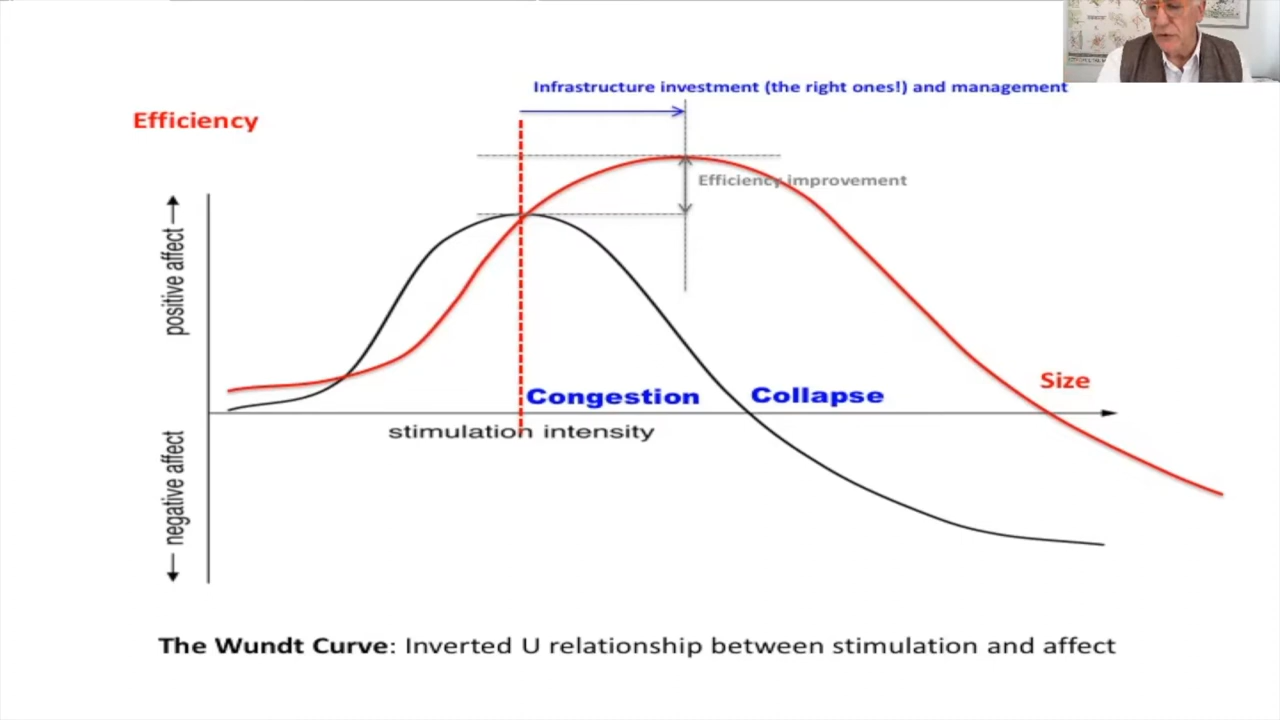 Infrastructure investment (the right ones!) and management
Efficiency
Efficiency improvement
positive affect
Size
Congestion
Collapse
stimulation intensity
negative affect
The Wundt Curve: Inverted U relationship between stimulation and affect